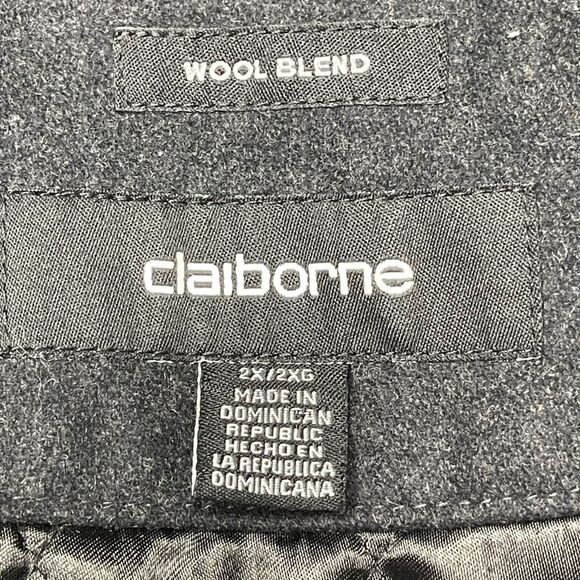 WOOL BLEND
claiborne
2X/2XG
MADE IN
DOMINICAN
REPUBLIC
HECHO EN
LA REPUBLICA
DOMINICANA